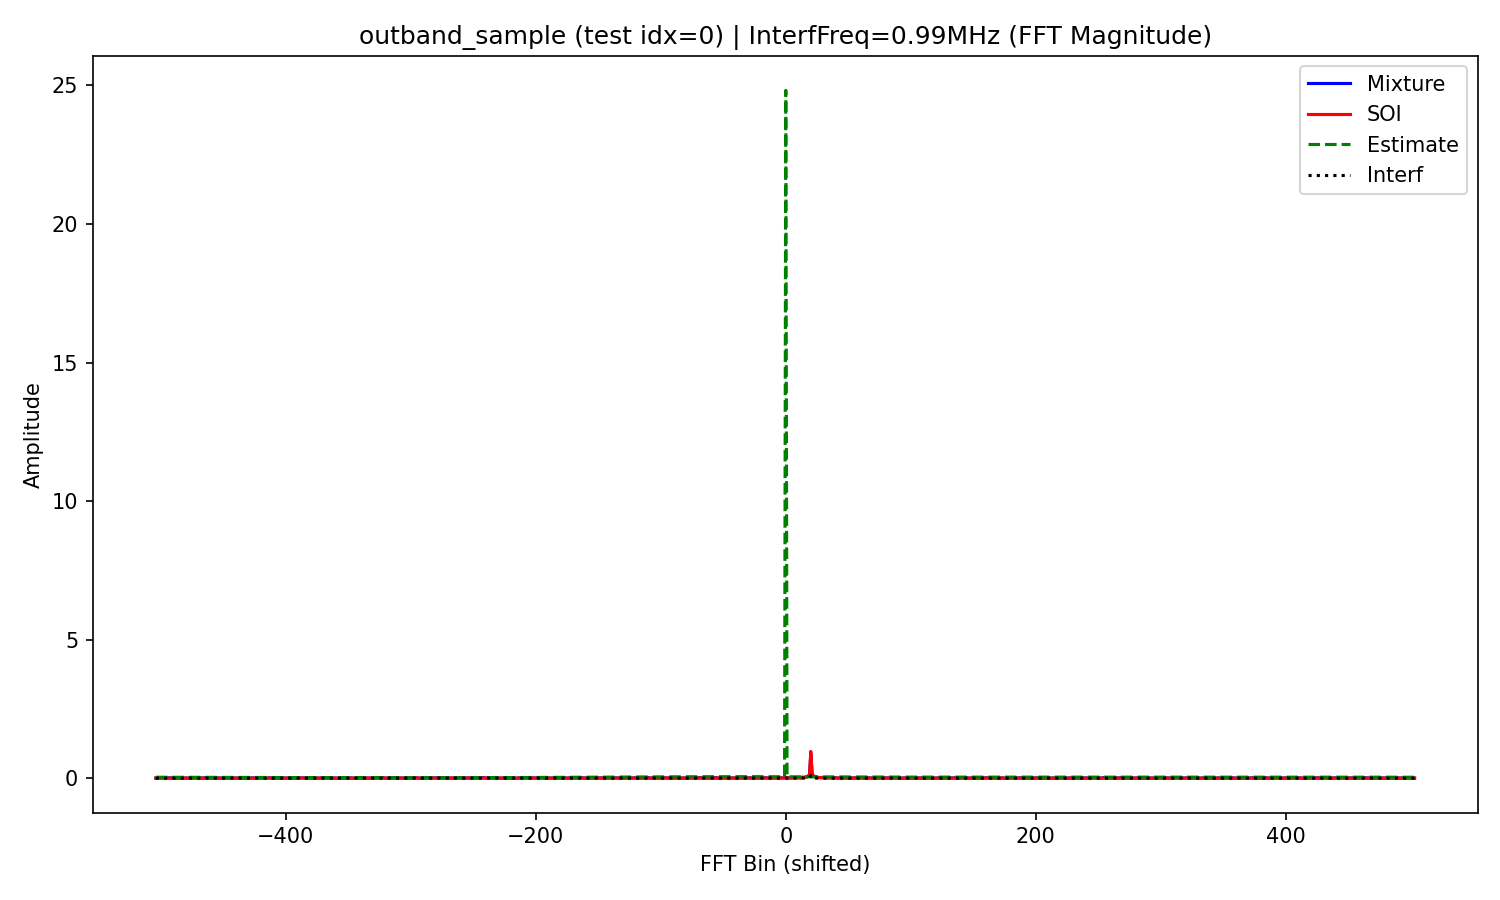 outband_sample (test idx=0) | InterfFreq=0.99MHz (FFT Magnitude)
Mixture
SOI
Estimate
Interf
Amplitude
25
20
15
10
5
0
−400
−200
0
200
400
FFT Bin (shifted)